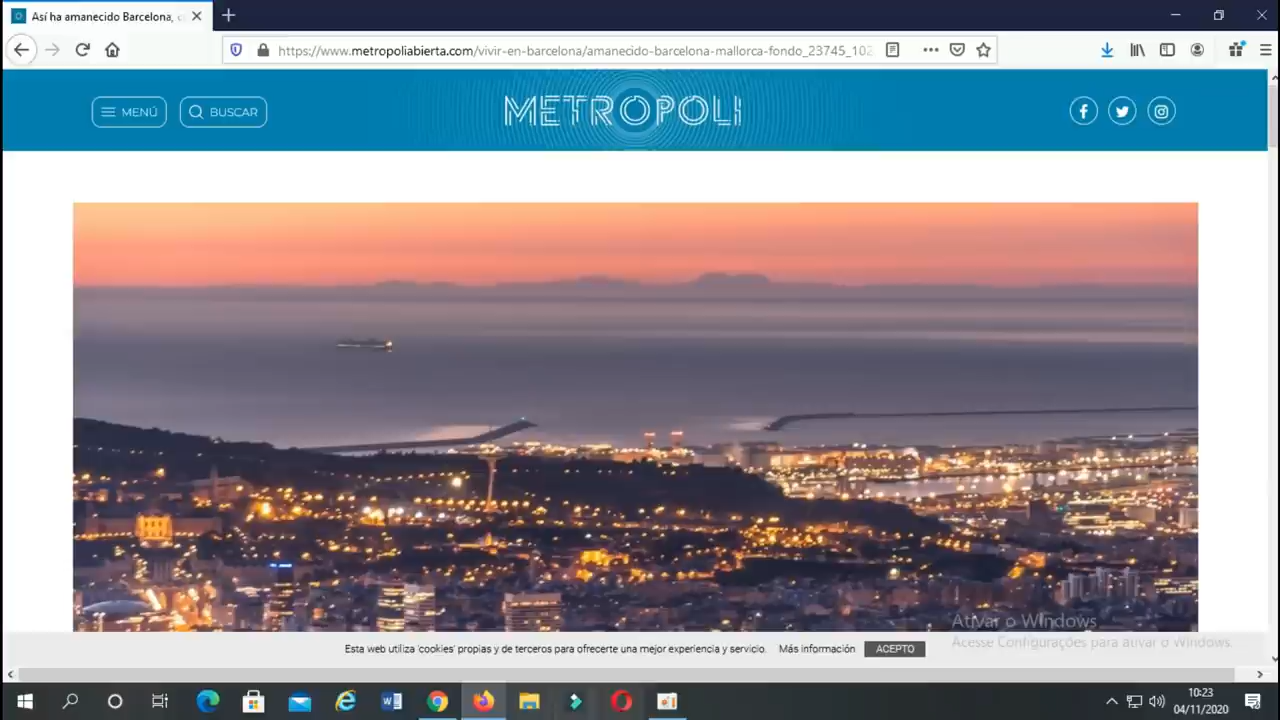 Así ha amanecido Barcelona, c
https://www.metropoliabierta.com/vivir-en-barcelona/amanecido-barcelona-mallorca-fondo_23745_102
MENÚ
BUSCAR
METROPOLI
Ativar o Windows
Acesse Configurações para ativar o Windows.
Esta web utiliza 'cookies' propias y de terceros para ofrecerte una mejor experiencia y servicio. Más información ACEPTO
10:23
04/11/2020